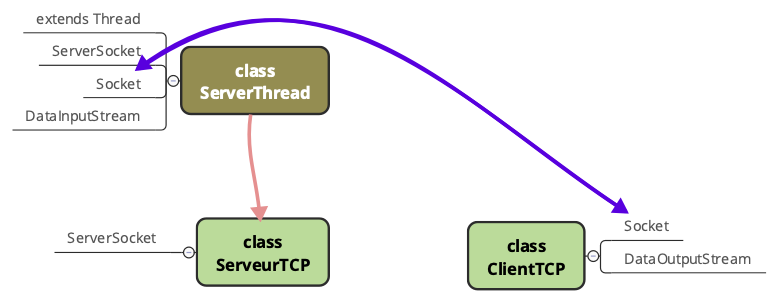 extends Thread
ServerSocket
Socket
DataInputStream
class
ServerThread
ServerSocket
class
ServeurTCP
class
ClientTCP
Socket
DataOutputStream